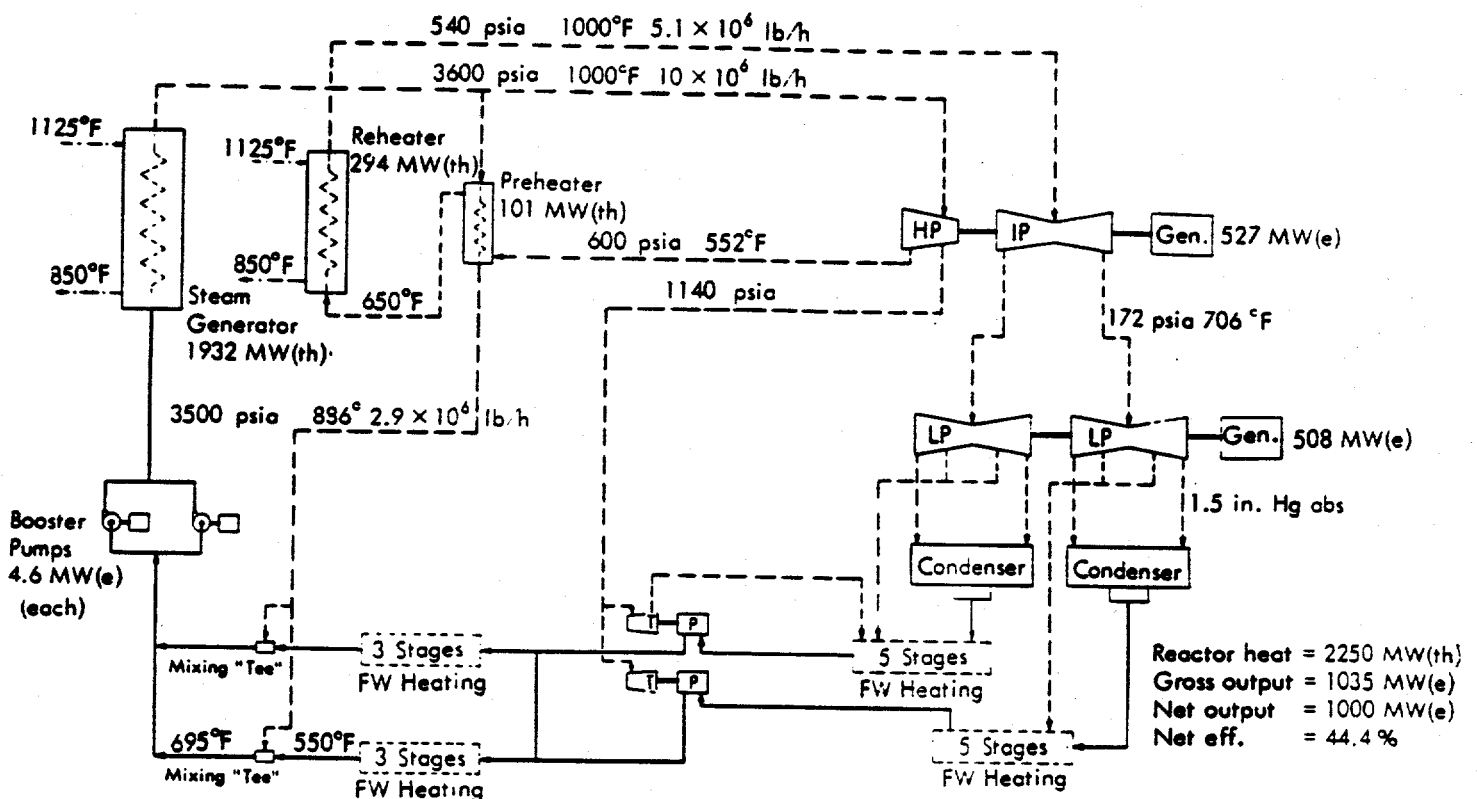 540 psia 1000°F 5.1 × 10⁶ lb/h
3600 psia 1000°F 10 × 10⁶ lb/h
1125°F
1125°F
Reheater
294 MW(th)
Preheater
101 MW(th)
HP
IP
Gen.
527 MW(e)
600 psia 552°F
850°F
850°F
650°F
1140 psia
Steam
Generator
1932 MW(th)
172 psia 706 °F
3500 psia
886° 2.9 × 10⁶ lb/h
LP
LP
Gen.
508 MW(e)
1.5 in. Hg abs
Booster
Pumps
4.6 MW(e)
(each)
Condenser
Condenser
T
P
3 Stages
FW Heating
Mixing "Tee"
5 Stages
FW Heating
T
P
Reactor heat = 2250 MW(th)
Gross output = 1035 MW(e)
Net output = 1000 MW(e)
Net eff. = 44.4 %
695°F
550°F
Mixing "Tee"
3 Stages
FW Heating
5 Stages
FW Heating